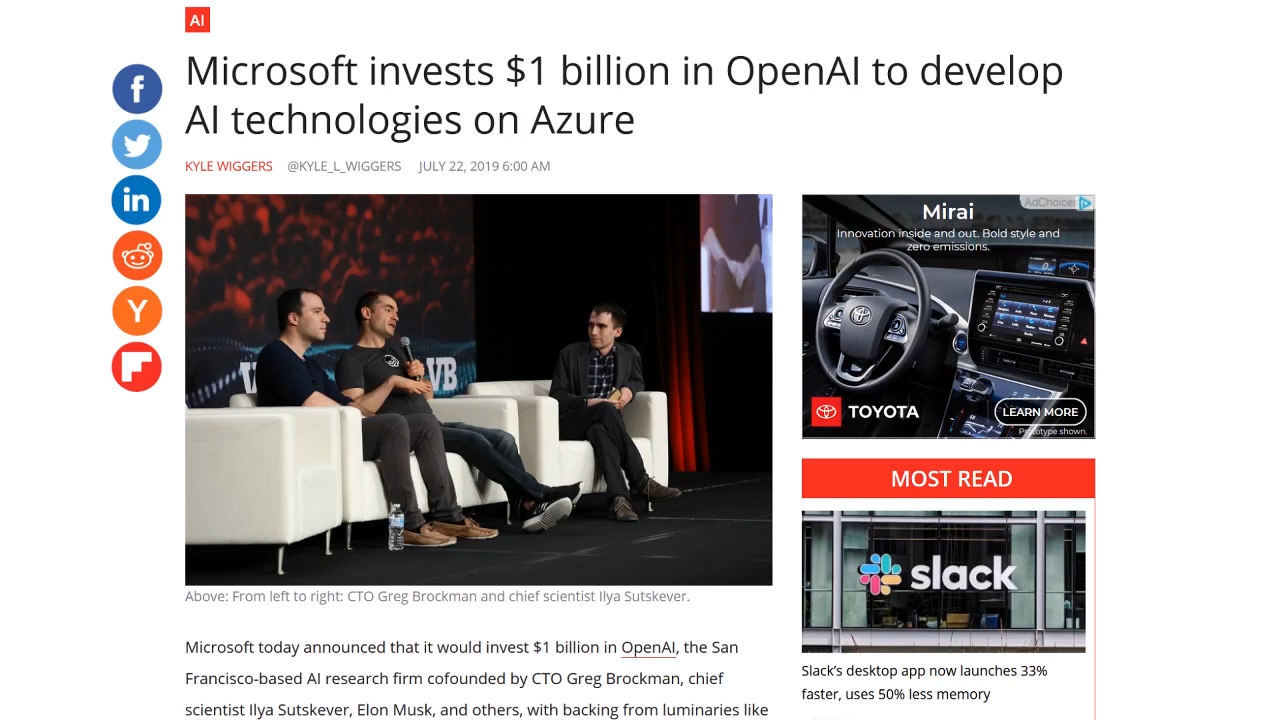 AI
Microsoft invests $1 billion in OpenAI to develop
AI technologies on Azure
KYLE WIGGERS @KYLE_L_WIGGERS JULY 22, 2019 6:00 AM
f
in
Y
VB
Above: From left to right: CTO Greg Brockman and chief scientist Ilya Sutskever.
Microsoft today announced that it would invest $1 billion in OpenAI, the San
Francisco-based AI research firm cofounded by CTO Greg Brockman, chief
scientist Ilya Sutskever, Elon Musk, and others, with backing from luminaries like
AdChoices
Mirai
Innovation inside and out. Bold style and
zero emissions.
TOYOTA
LEARN MORE
Prototype shown.
MOST READ
slack
Slack’s desktop app now launches 33%
faster, uses 50% less memory